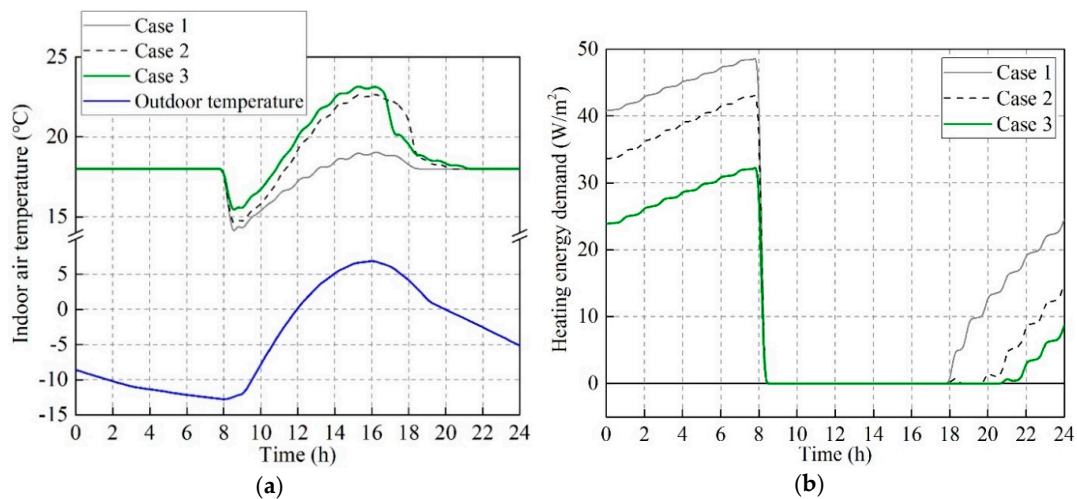 Case 1
Case 2
Case 3
Outdoor temperature
Indoor air temperature (°C)
25
20
15
5
0
-5
-10
-15
0 2 4 6 8 10 12 14 16 18 20 22 24
Time (h)
(a)
Case 1
Case 2
Case 3
Heating energy demand (W/m²)
50
40
30
20
10
0
0 2 4 6 8 10 12 14 16 18 20 22 24
Time (h)
(b)